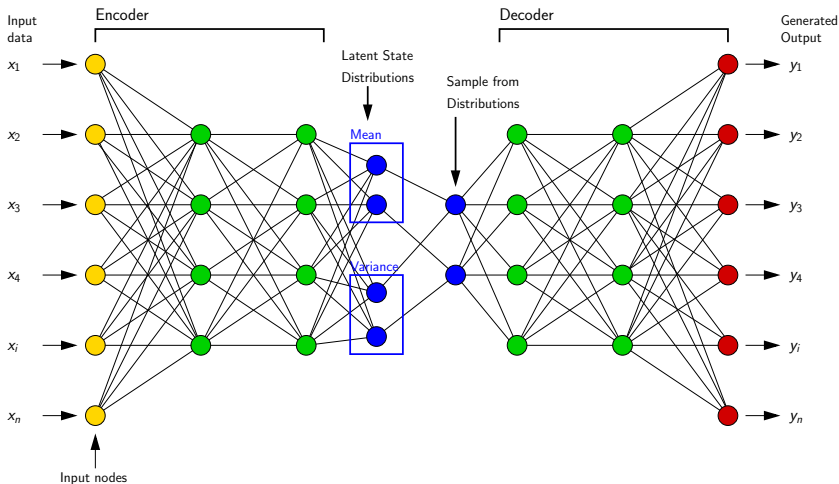 Input
data
Encoder
Decoder
Generated
Output
Latent State
Distributions
Sample from
Distributions
Mean
Variance
x1
x2
x3
x4
xi
xn
y1
y2
y3
y4
yi
yn
Input nodes